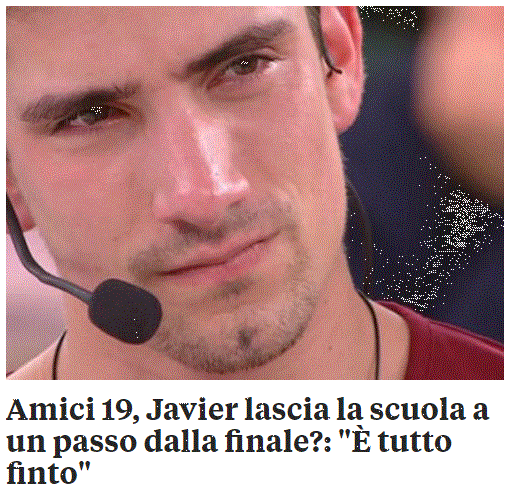 Amici 19, Javier lascia la scuola a
un passo dalla finale?: "È tutto
finto"